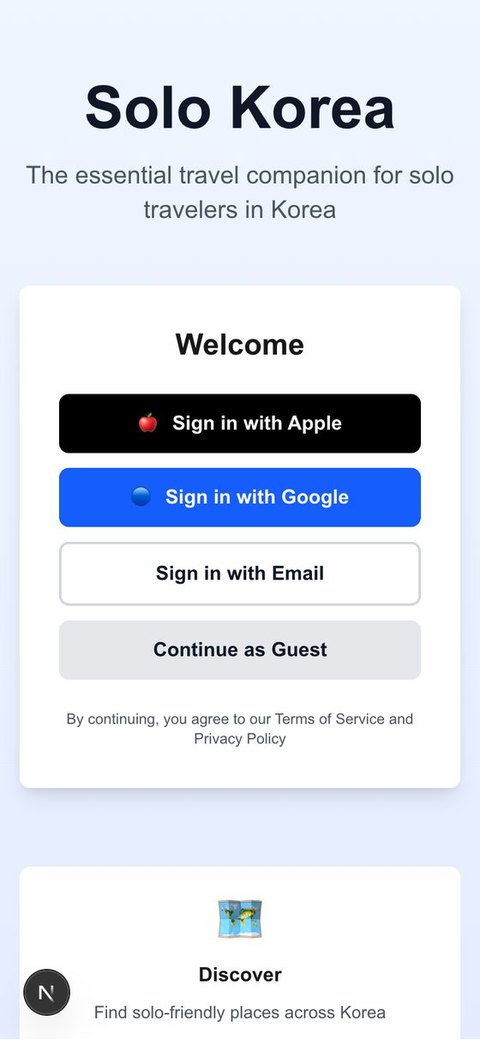 Solo Korea
The essential travel companion for solo
travelers in Korea
Welcome
Sign in with Apple
Sign in with Google
Sign in with Email
Continue as Guest
By continuing, you agree to our Terms of Service and
Privacy Policy
Discover
N
Find solo-friendly places across Korea